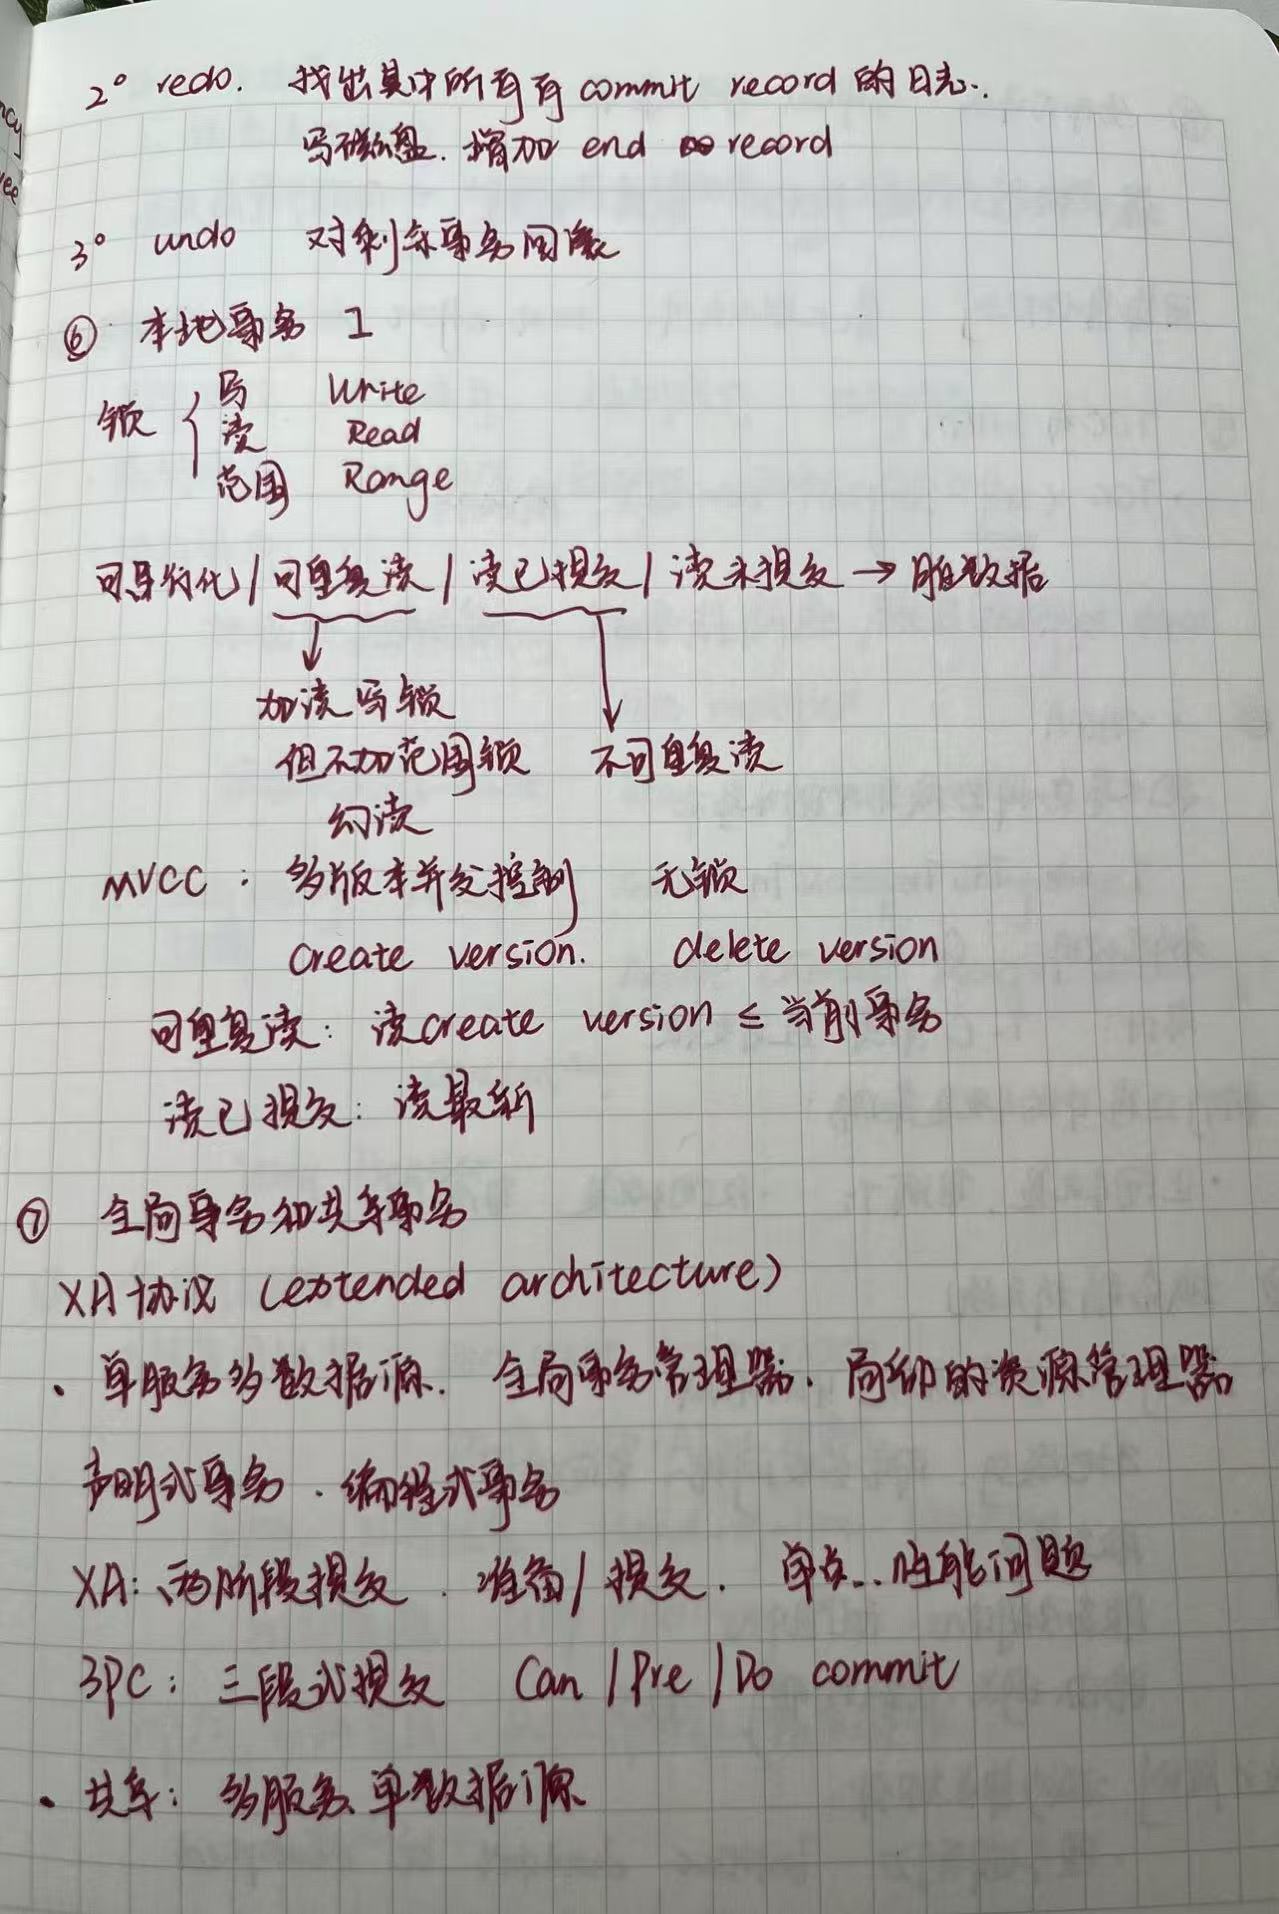 2° redo. 找出其中所有有 commit record 的日志..
写磁盘. 增加 end record
3° undo 对剩余事务回滚
⑥ 本地事务 I
锁 { 写 Write
读 Read
范围 Range
可串行化 / 可重复读 / 读已提交 / 读未提交 → 脏数据
加读写锁
但不加范围锁 不可重复读
幻读
MVCC : 多版本并发控制 无锁
create version. delete version
可重复读: 读create version ≤ 当前事务
读已提交: 读最新
⑦ 全局事务和共享事务
XA协议 (extended architecture)
· 单服务多数据源. 全局事务管理器. 局部的资源管理器
声明式事务 . 编程式事务
XA: 两阶段提交 . 准备/提交. 单点.. 性能问题
3PC: 三段式提交 Can / Pre / Do commit
· 共享: 多服务、单数据源